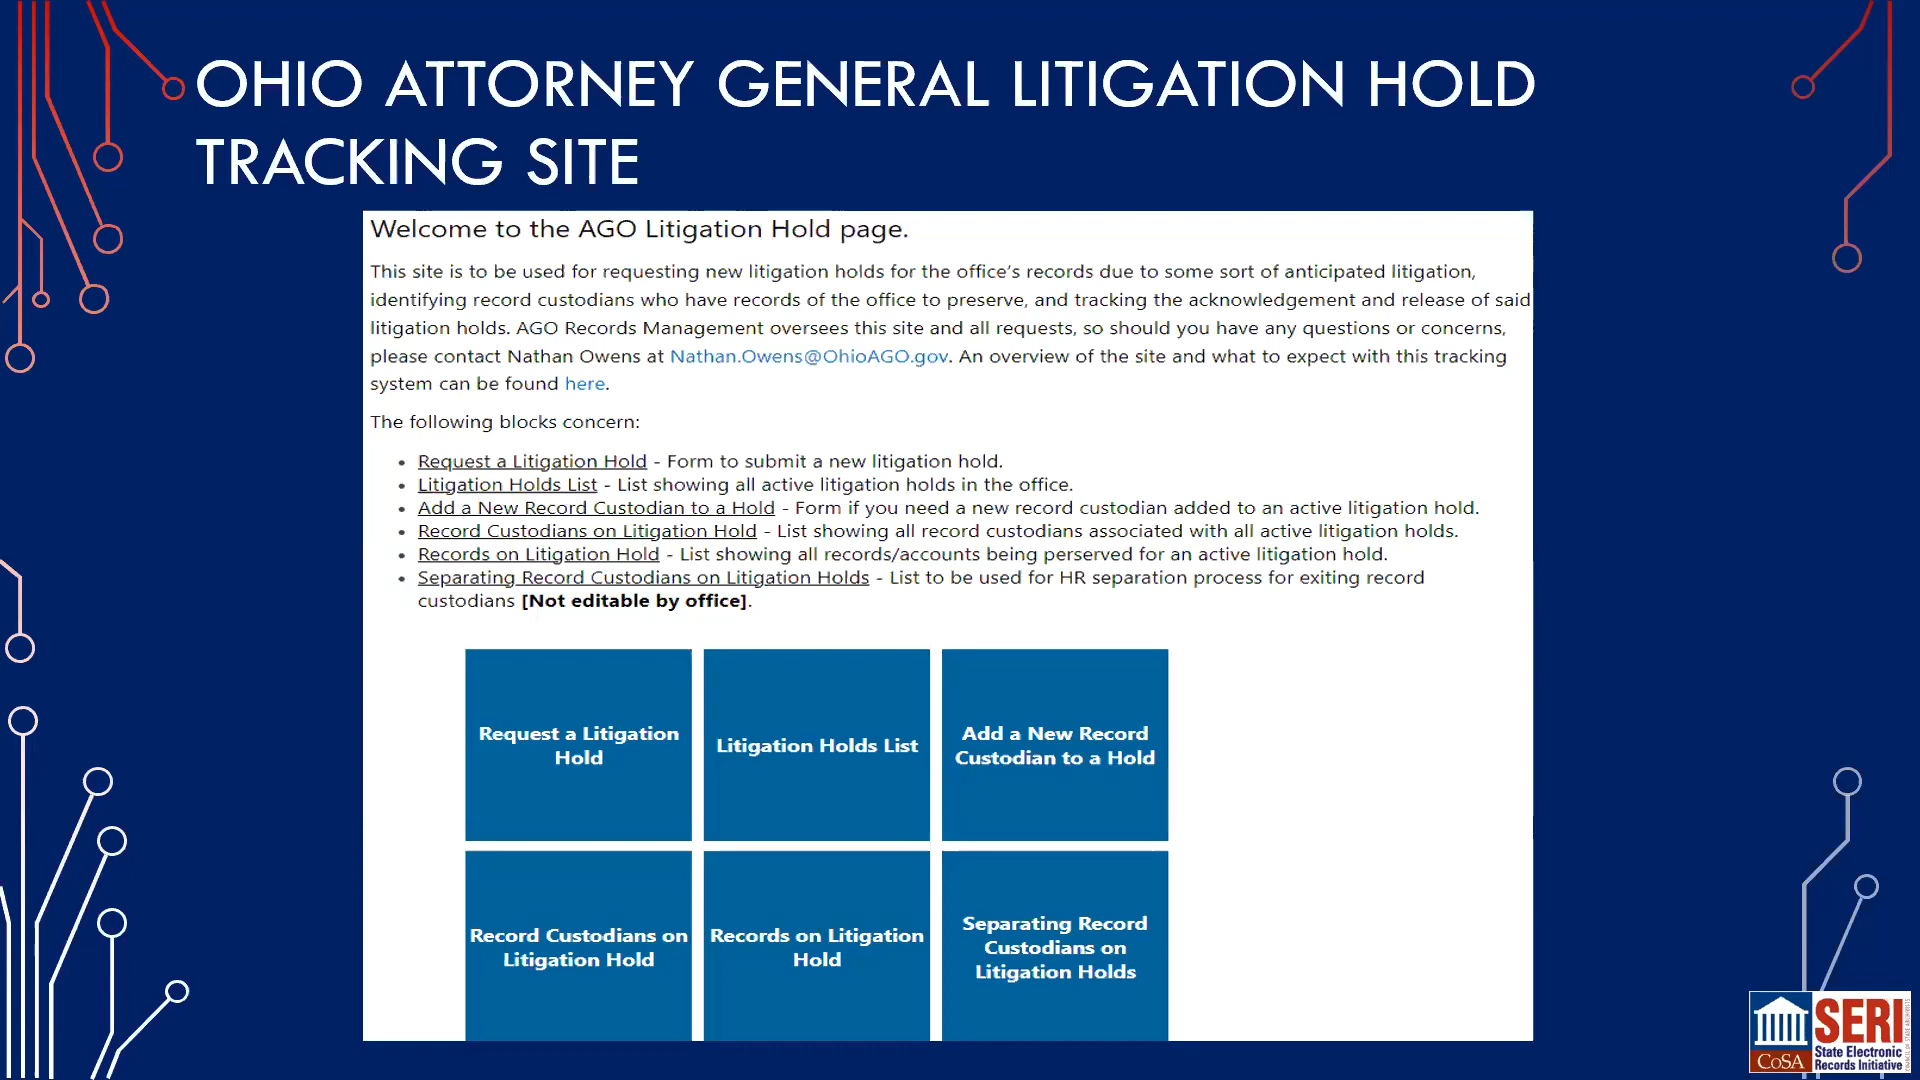 OHIO ATTORNEY GENERAL LITIGATION HOLD
TRACKING SITE
Welcome to the AGO Litigation Hold page.
This site is to be used for requesting new litigation holds for the office's records due to some sort of anticipated litigation,
identifying record custodians who have records of the office to preserve, and tracking the acknowledgement and release of said
litigation holds. AGO Records Management oversees this site and all requests, so should you have any questions or concerns,
please contact Nathan Owens at Nathan.Owens@OhioAGO.gov. An overview of the site and what to expect with this tracking
system can be found here.
The following blocks concern:
• Request a Litigation Hold - Form to submit a new litigation hold.
• Litigation Holds List - List showing all active litigation holds in the office.
• Add a New Record Custodian to a Hold - Form if you need a new record custodian added to an active litigation hold.
• Record Custodians on Litigation Hold - List showing all record custodians associated with all active litigation holds.
• Records on Litigation Hold - List showing all records/accounts being perserved for an active litigation hold.
• Separating Record Custodians on Litigation Holds - List to be used for HR separation process for exiting record
custodians [Not editable by office].
Request a Litigation
Hold
Litigation Holds List
Add a New Record
Custodian to a Hold
Record Custodians on
Litigation Hold
Records on Litigation
Hold
Separating Record
Custodians on
Litigation Holds
CoSA
SERI
State Electronic
Records Initiative